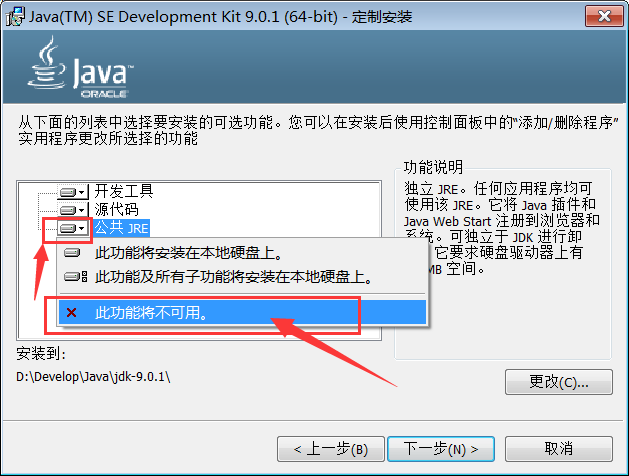 Java(TM) SE Development Kit 9.0.1 (64-bit) - 定制安装
Java™
ORACLE
从下面的列表中选择要安装的可选功能。您可以在安装后使用控制面板中的“添加/删除程序”
实用程序更改所选择的功能
功能说明
开发工具
源代码
公共 JRE
此功能将安装在本地硬盘上。
此功能及所有子功能将安装在本地硬盘上。
此功能将不可用。
独立 JRE。任何应用程序均可
使用该 JRE。它将 Java 插件和
Java Web Start 注册到浏览器和
系统。可独立于 JDK 进行卸
它要求硬盘驱动器上有
MB 空间。
安装到:
D:\Develop\Java\jdk-9.0.1\
更改(C)...
< 上一步(B)
下一步(N) >
取消